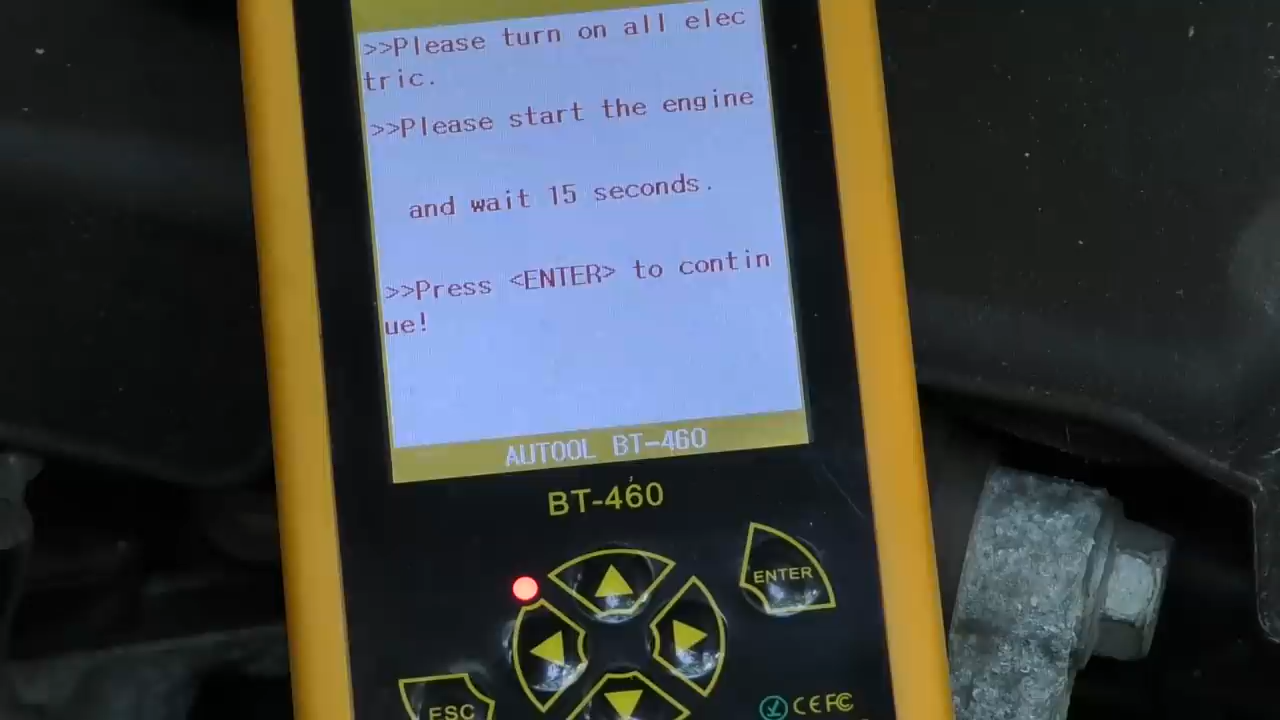 >>Please turn on all elec
tric.
>>Please start the engine
and wait 15 seconds.
>>Press <ENTER> to contin
ue!
AUTOOL BT-460
BT-460
ENTER
ESC
CE FC